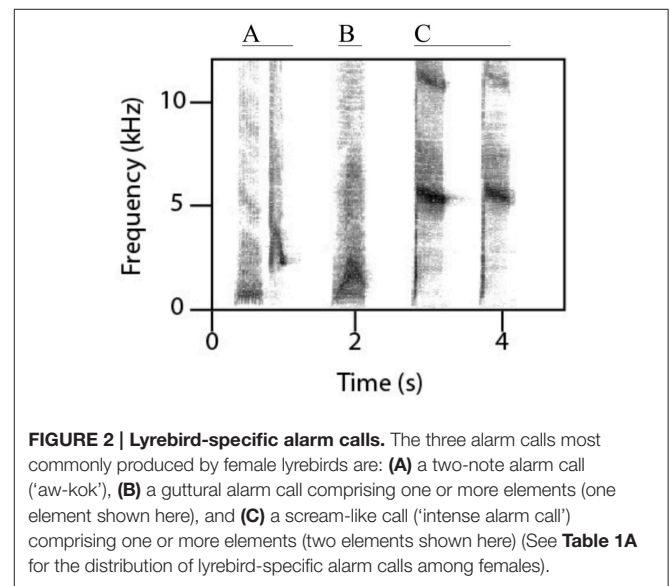 A B C
10
5
0
Frequency (kHz)
0 2 4
Time (s)
FIGURE 2 | Lyrebird-specific alarm calls. The three alarm calls most
commonly produced by female lyrebirds are: (A) a two-note alarm call
(‘aw-kok’), (B) a guttural alarm call comprising one or more elements (one
element shown here), and (C) a scream-like call (‘intense alarm call’)
comprising one or more elements (two elements shown here) (See Table 1A
for the distribution of lyrebird-specific alarm calls among females).